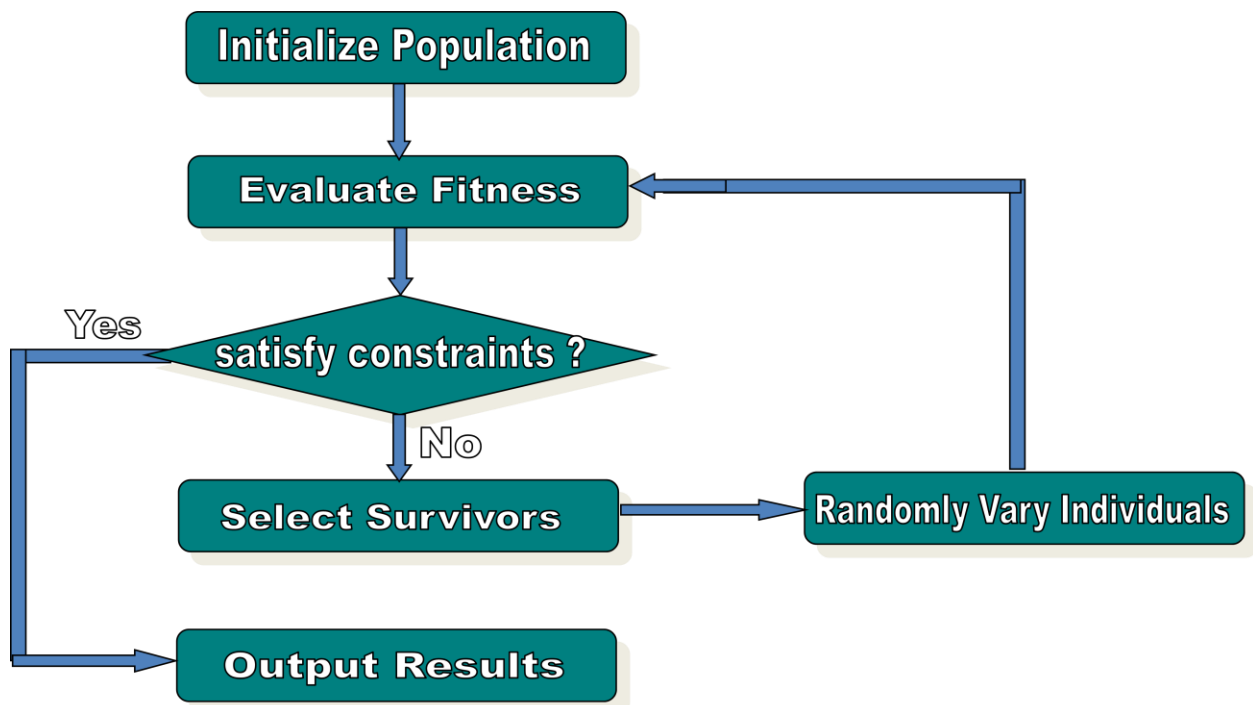 Initialize Population
Evaluate Fitness
Yes
satisfy constraints ?
No
Select Survivors
Randomly Vary Individuals
Output Results